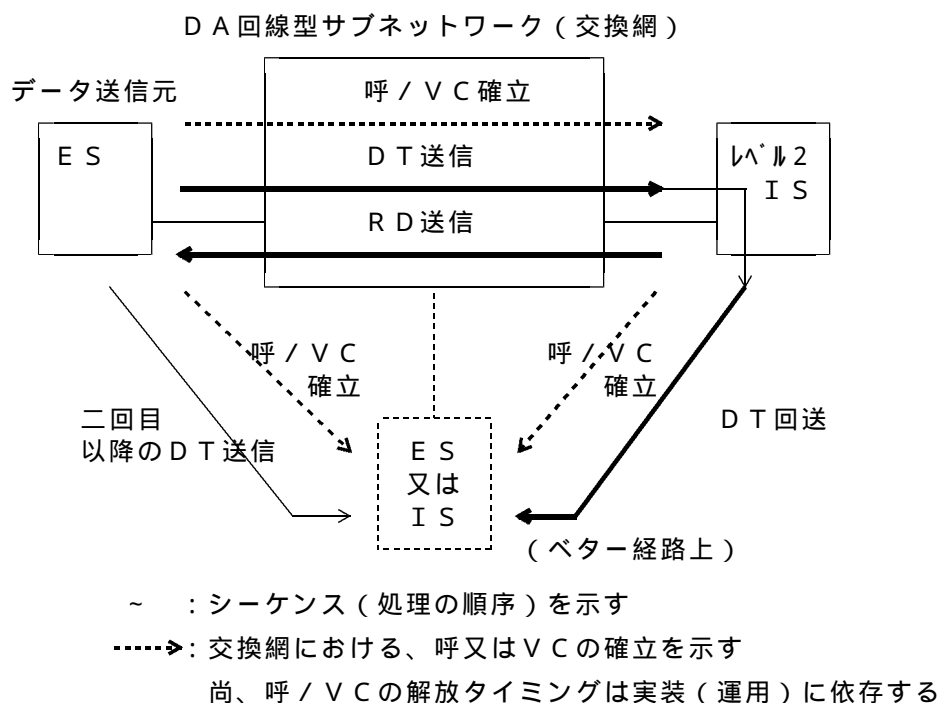 ＤＡ回線型サブネットワーク（交換網）
データ送信元
呼／ＶＣ確立
ＥＳ
ＤＴ送信
ﾚﾍﾞﾙ２
ＩＳ
ＲＤ送信
呼／ＶＣ
確立
呼／ＶＣ
確立
二回目
以降のＤＴ送信
ＤＴ回送
ＥＳ
又は
ＩＳ
（ベター経路上）
～　：シーケンス（処理の順序）を示す
：交換網における、呼又はＶＣの確立を示す
尚、呼／ＶＣの解放タイミングは実装（運用）に依存する